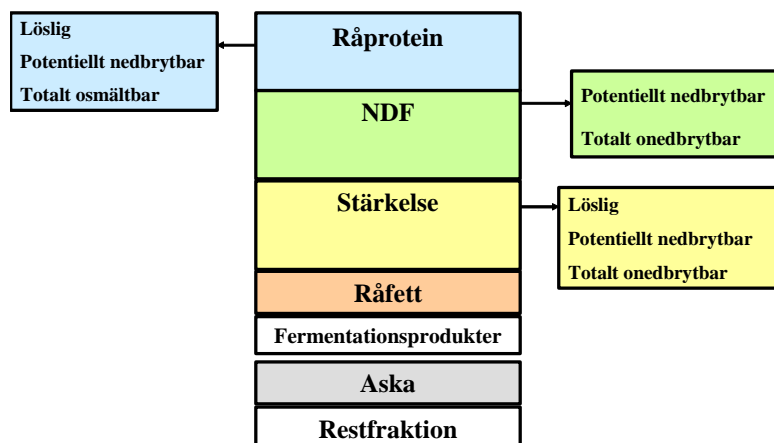 Löslig
Potentiellt nedbrytbar
Totalt osmältbar
Råprotein
NDF
Potentiellt nedbrytbar
Totalt onedbrytbar
Stärkelse
Löslig
Potentiellt nedbrytbar
Totalt onedbrytbar
Råfett
Fermentationsprodukter
Aska
Restfraktion